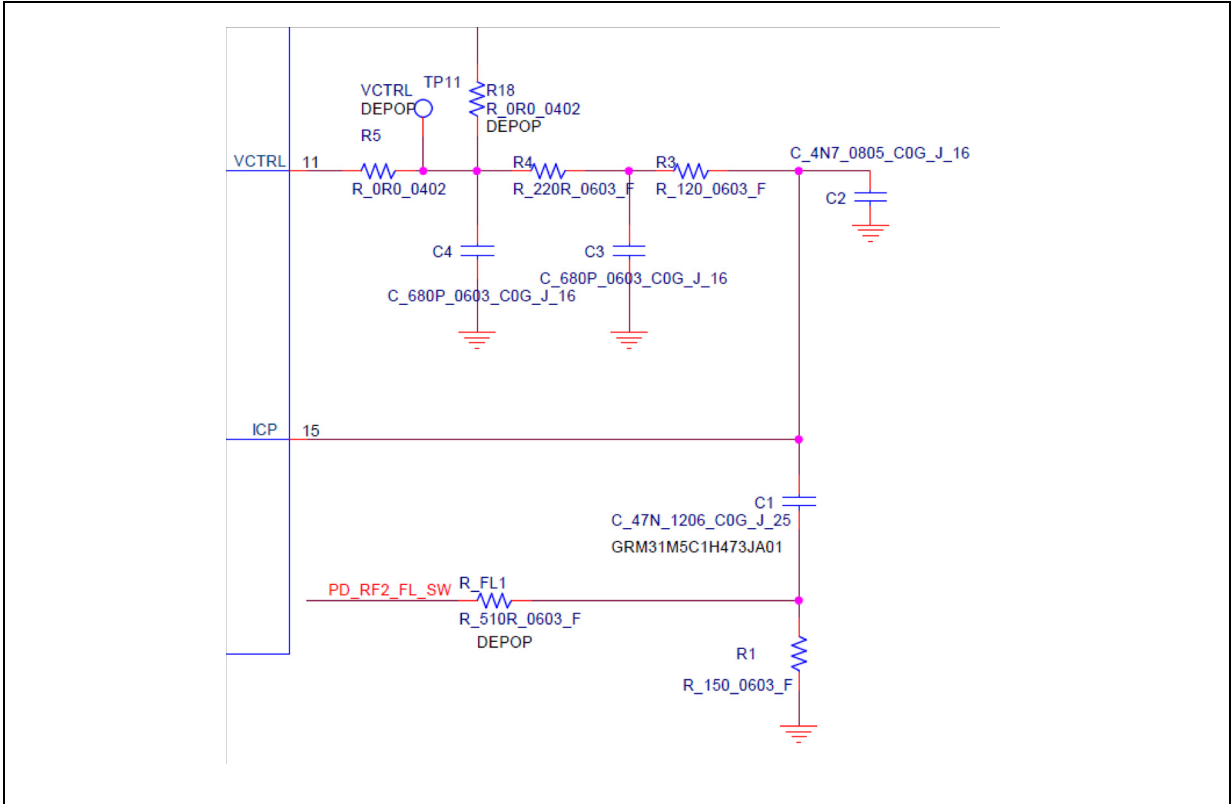 TP11
VCTRL
DEPOP
R18
R_0R0_0402
DEPOP
R5
VCTRL
11
R_0R0_0402
R4
R_220R_0603_F
R3
R_120_0603_F
C_4N7_0805_C0G_J_16
C2
C4
C_680P_0603_C0G_J_16
C3
C_680P_0603_C0G_J_16
ICP
15
C1
C_47N_1206_C0G_J_25
GRM31M5C1H473JA01
PD_RF2_FL_SW
R_FL1
R_510R_0603_F
DEPOP
R1
R_150_0603_F